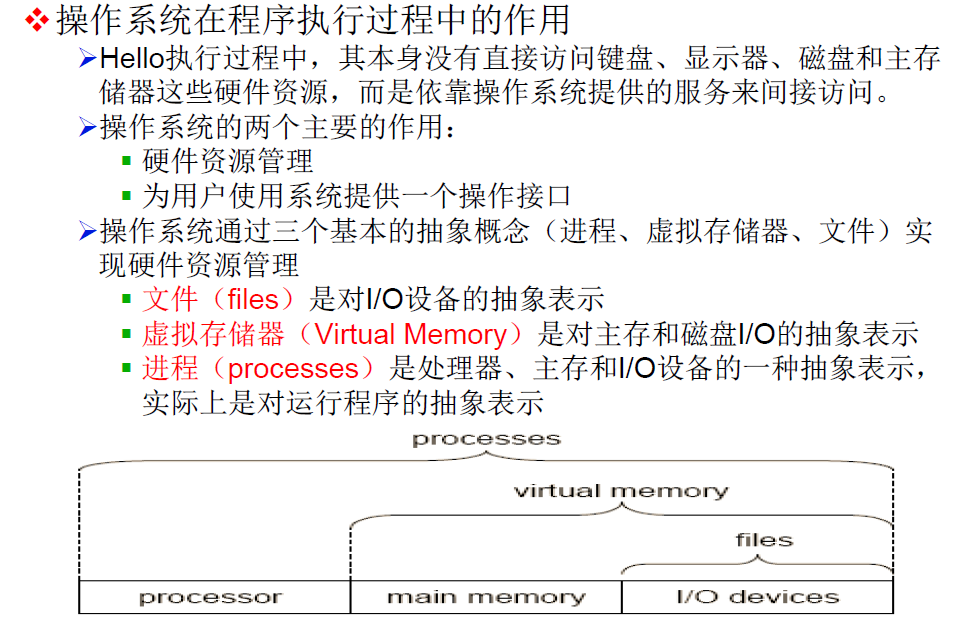 操作系统在程序执行过程中的作用
Hello执行过程中，其本身没有直接访问键盘、显示器、磁盘和主存
储器这些硬件资源，而是依靠操作系统提供的服务来间接访问。
操作系统的两个主要的作用：
硬件资源管理
为用户使用系统提供一个操作接口
操作系统通过三个基本的抽象概念（进程、虚拟存储器、文件）实
现硬件资源管理
文件（files）是对I/O设备的抽象表示
虚拟存储器（Virtual Memory）是对主存和磁盘I/O的抽象表示
进程（processes）是处理器、主存和I/O设备的一种抽象表示，
实际上是对运行程序的抽象表示
processes
virtual memory
files
processor main memory I/O devices